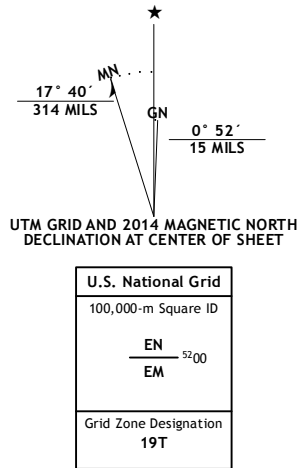 ★
MN
17° 40´
314 MILS
GN
0° 52´
15 MILS
UTM GRID AND 2014 MAGNETIC NORTH
DECLINATION AT CENTER OF SHEET
U.S. National Grid
100,000-m Square ID
EN
5200
EM
Grid Zone Designation
19T